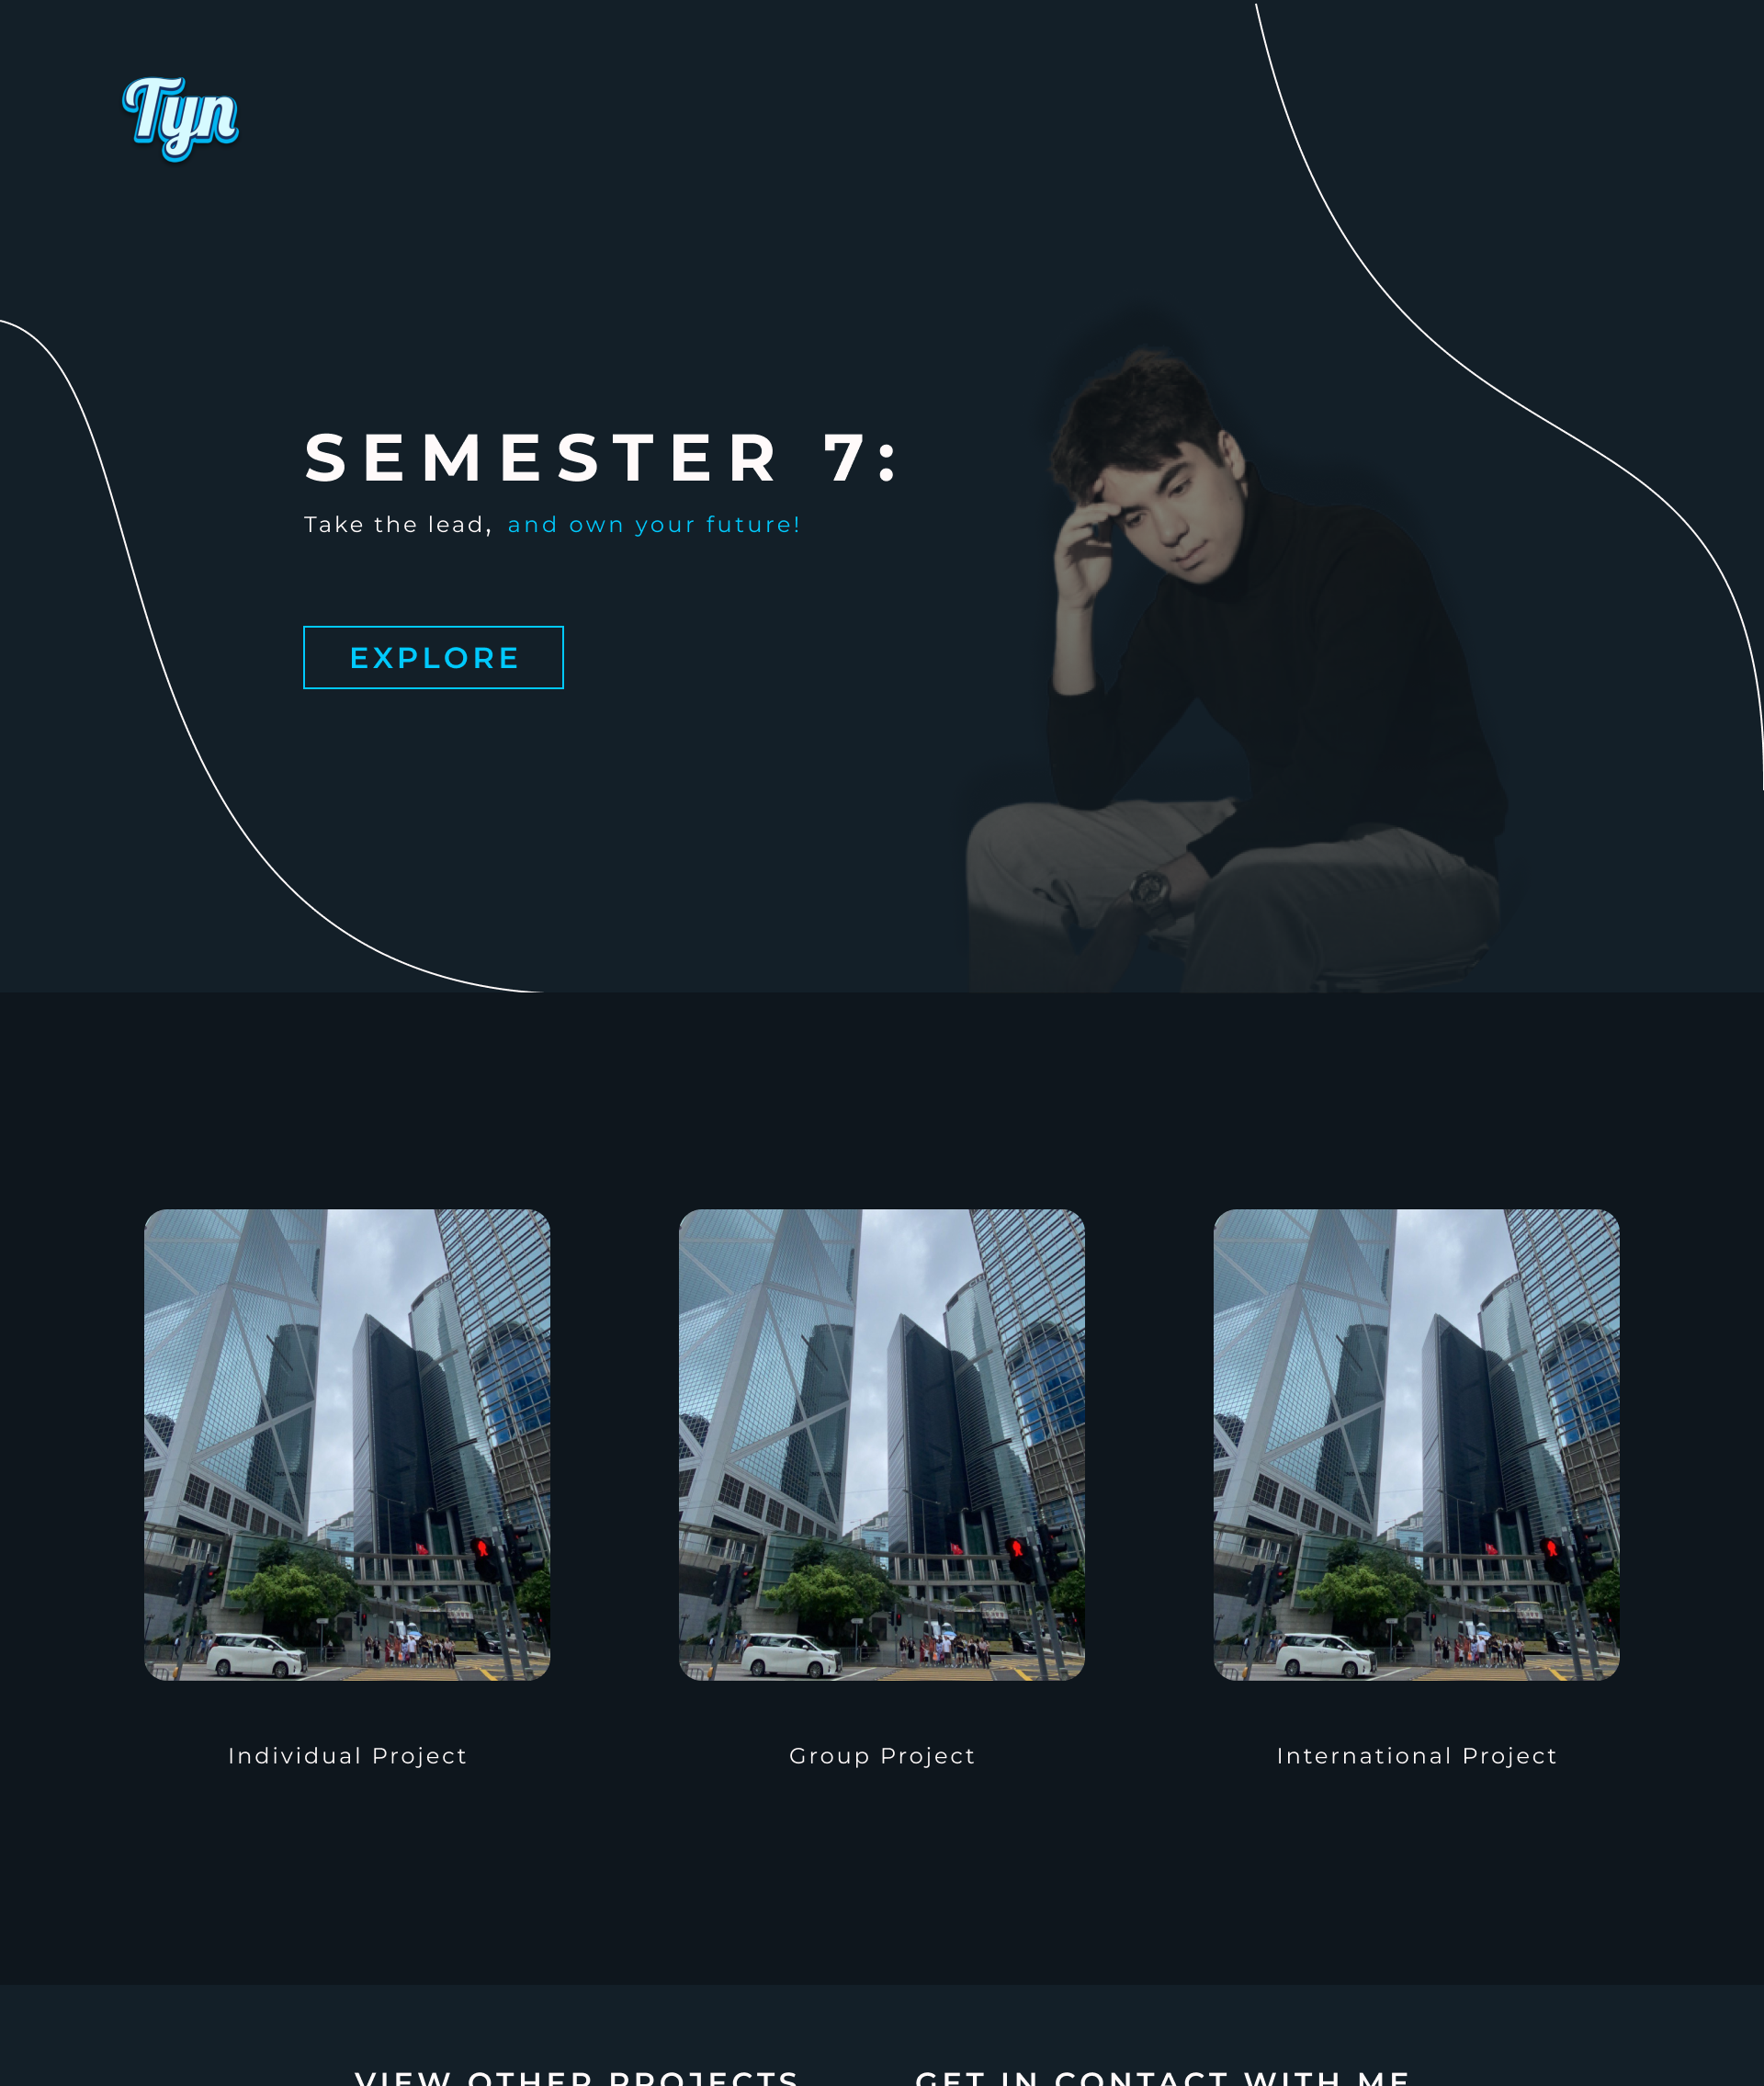 Tyn
SEMESTER 7:
Take the lead, and own your future!
EXPLORE
Individual Project
Group Project
International Project
VIEW OTHER PROJECTS
GET IN CONTACT WITH ME